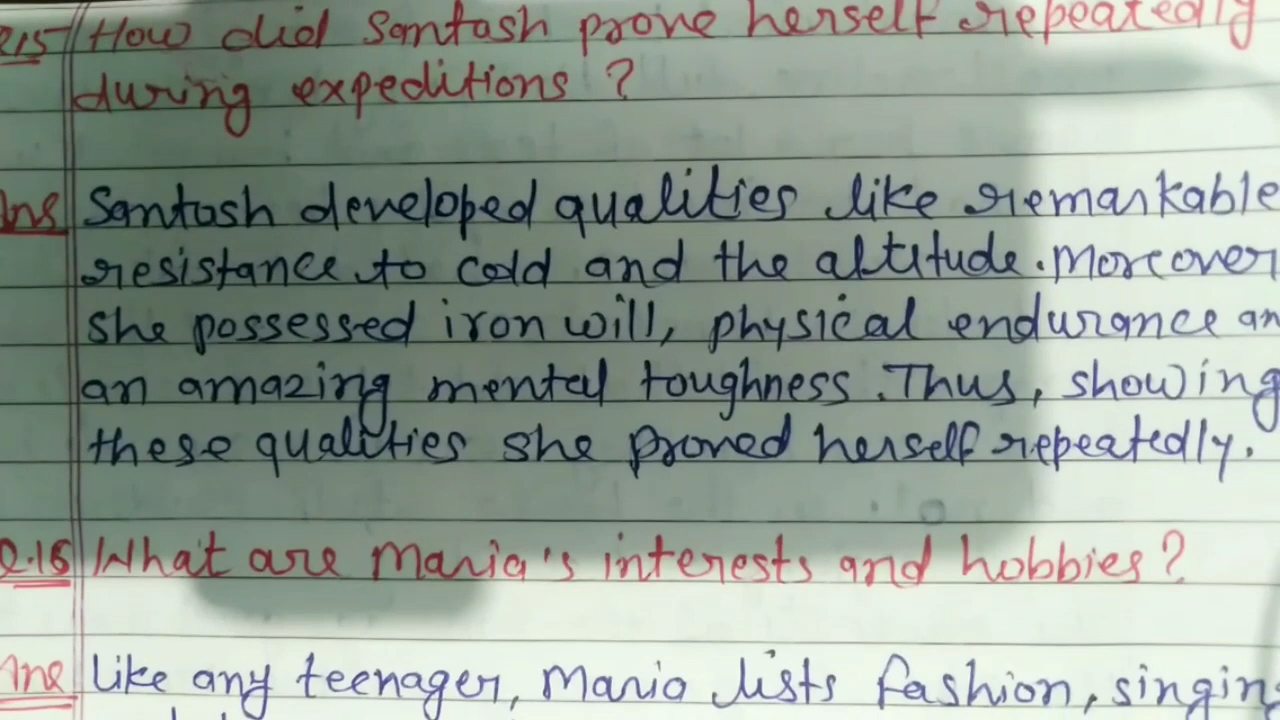 Q.15 How did Santosh prove herself repeatedly
during expeditions ?
Ans Santosh developed qualities like remarkable
resistance to cold and the altitude. Moreover
she possessed iron will, physical endurance an
an amazing mental toughness. Thus, showing
these qualities she proved herself repeatedly.
Q.16 What are Maria's interests and hobbies?
Ans Like any teenager, Maria lists fashion, singing